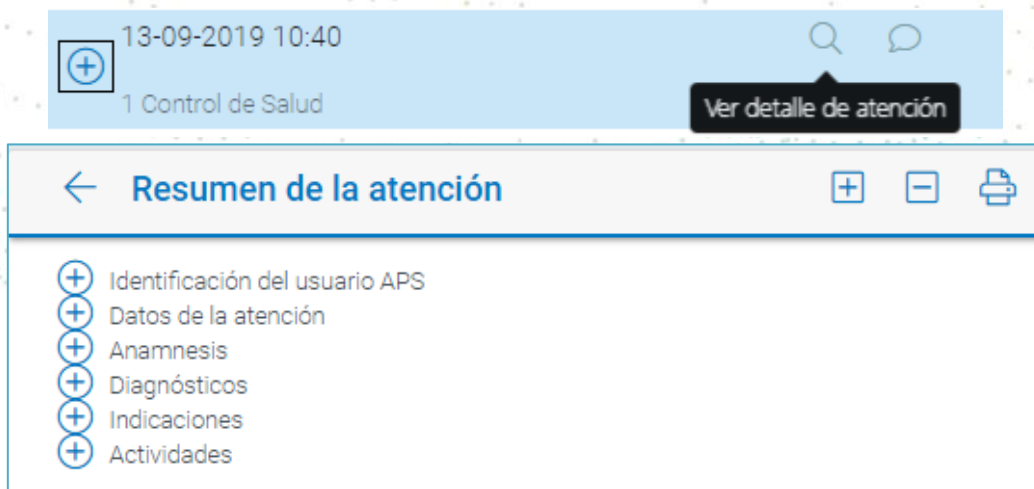 13-09-2019 10:40
1 Control de Salud
Ver detalle de atención
Resumen de la atención
Identificación del usuario APS
Datos de la atención
Anamnesis
Diagnósticos
Indicaciones
Actividades